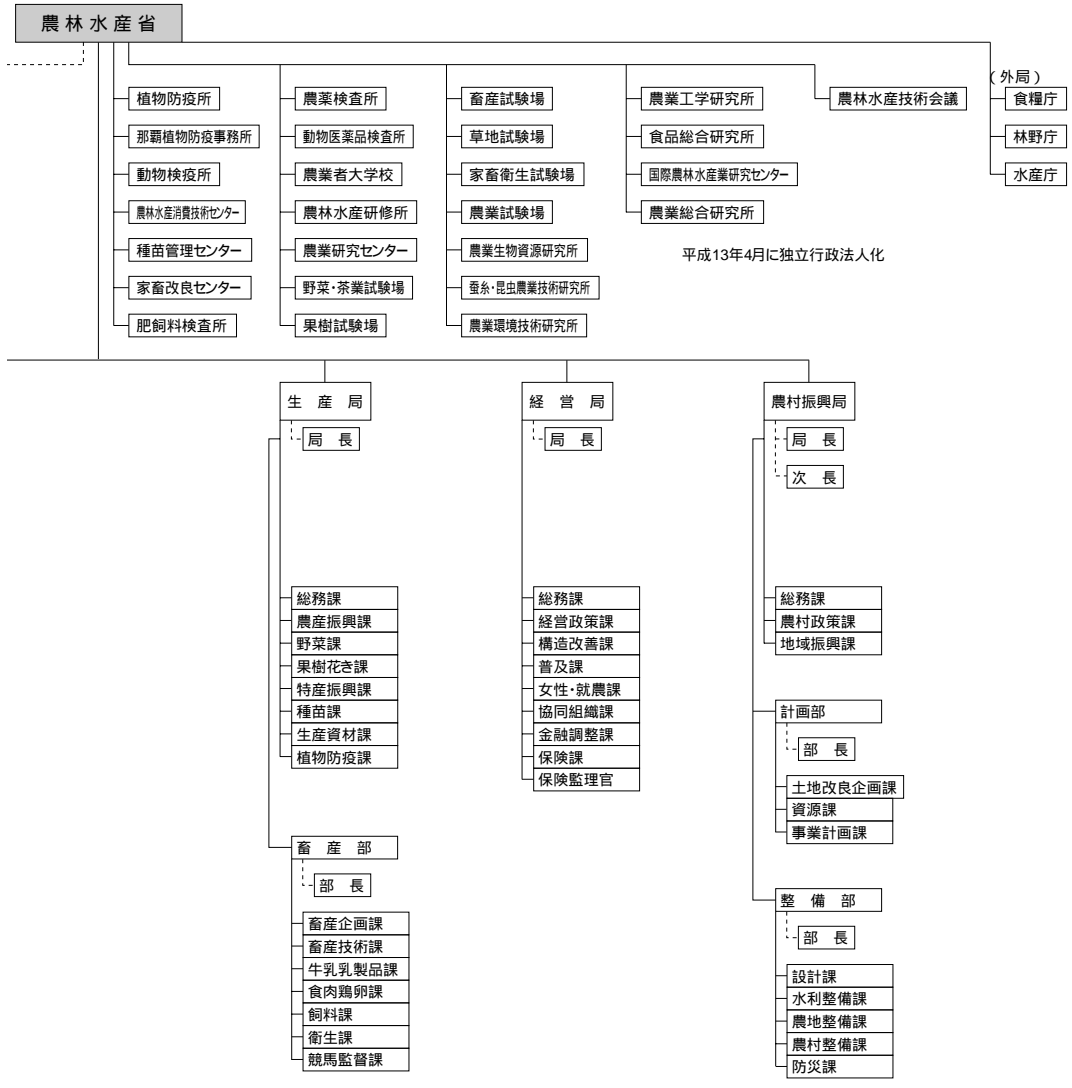 農林水産省
(外局)
植物防疫所
那覇植物防疫事務所
動物検疫所
農林水産消費技術センター
種苗管理センター
家畜改良センター
肥飼料検査所
農薬検査所
動物医薬品検査所
農業者大学校
農林水産研修所
農業研究センター
野菜・茶業試験場
果樹試験場
畜産試験場
草地試験場
家畜衛生試験場
農業試験場
農業生物資源研究所
蚕糸・昆虫農業技術研究所
農業環境技術研究所
農業工学研究所
食品総合研究所
国際農林水産業研究センター
農業総合研究所
農林水産技術会議
食糧庁
林野庁
水産庁
平成13年4月に独立行政法人化
生産局
局長
総務課
農産振興課
野菜課
果樹花き課
特産振興課
種苗課
生産資材課
植物防疫課
畜産部
部長
畜産企画課
畜産技術課
牛乳乳製品課
食肉鶏卵課
飼料課
衛生課
競馬監督課
経営局
局長
総務課
経営政策課
構造改善課
普及課
女性・就農課
協同組織課
金融調整課
保険課
保険監理官
農村振興局
局長
次長
総務課
農村政策課
地域振興課
計画部
部長
土地改良企画課
資源課
事業計画課
整備部
部長
設計課
水利整備課
農地整備課
農村整備課
防災課